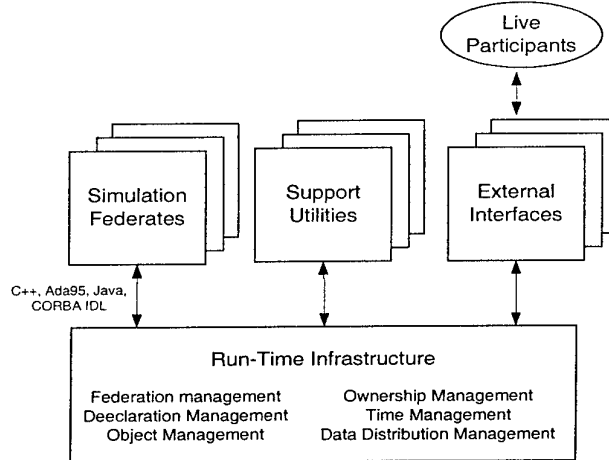 Live
Participants
Simulation
Federates
Support
Utilities
External
Interfaces
C++, Ada95, Java,
CORBA IDL
Run-Time Infrastructure
Federation management
Deeclaration Management
Object Management
Ownership Management
Time Management
Data Distribution Management